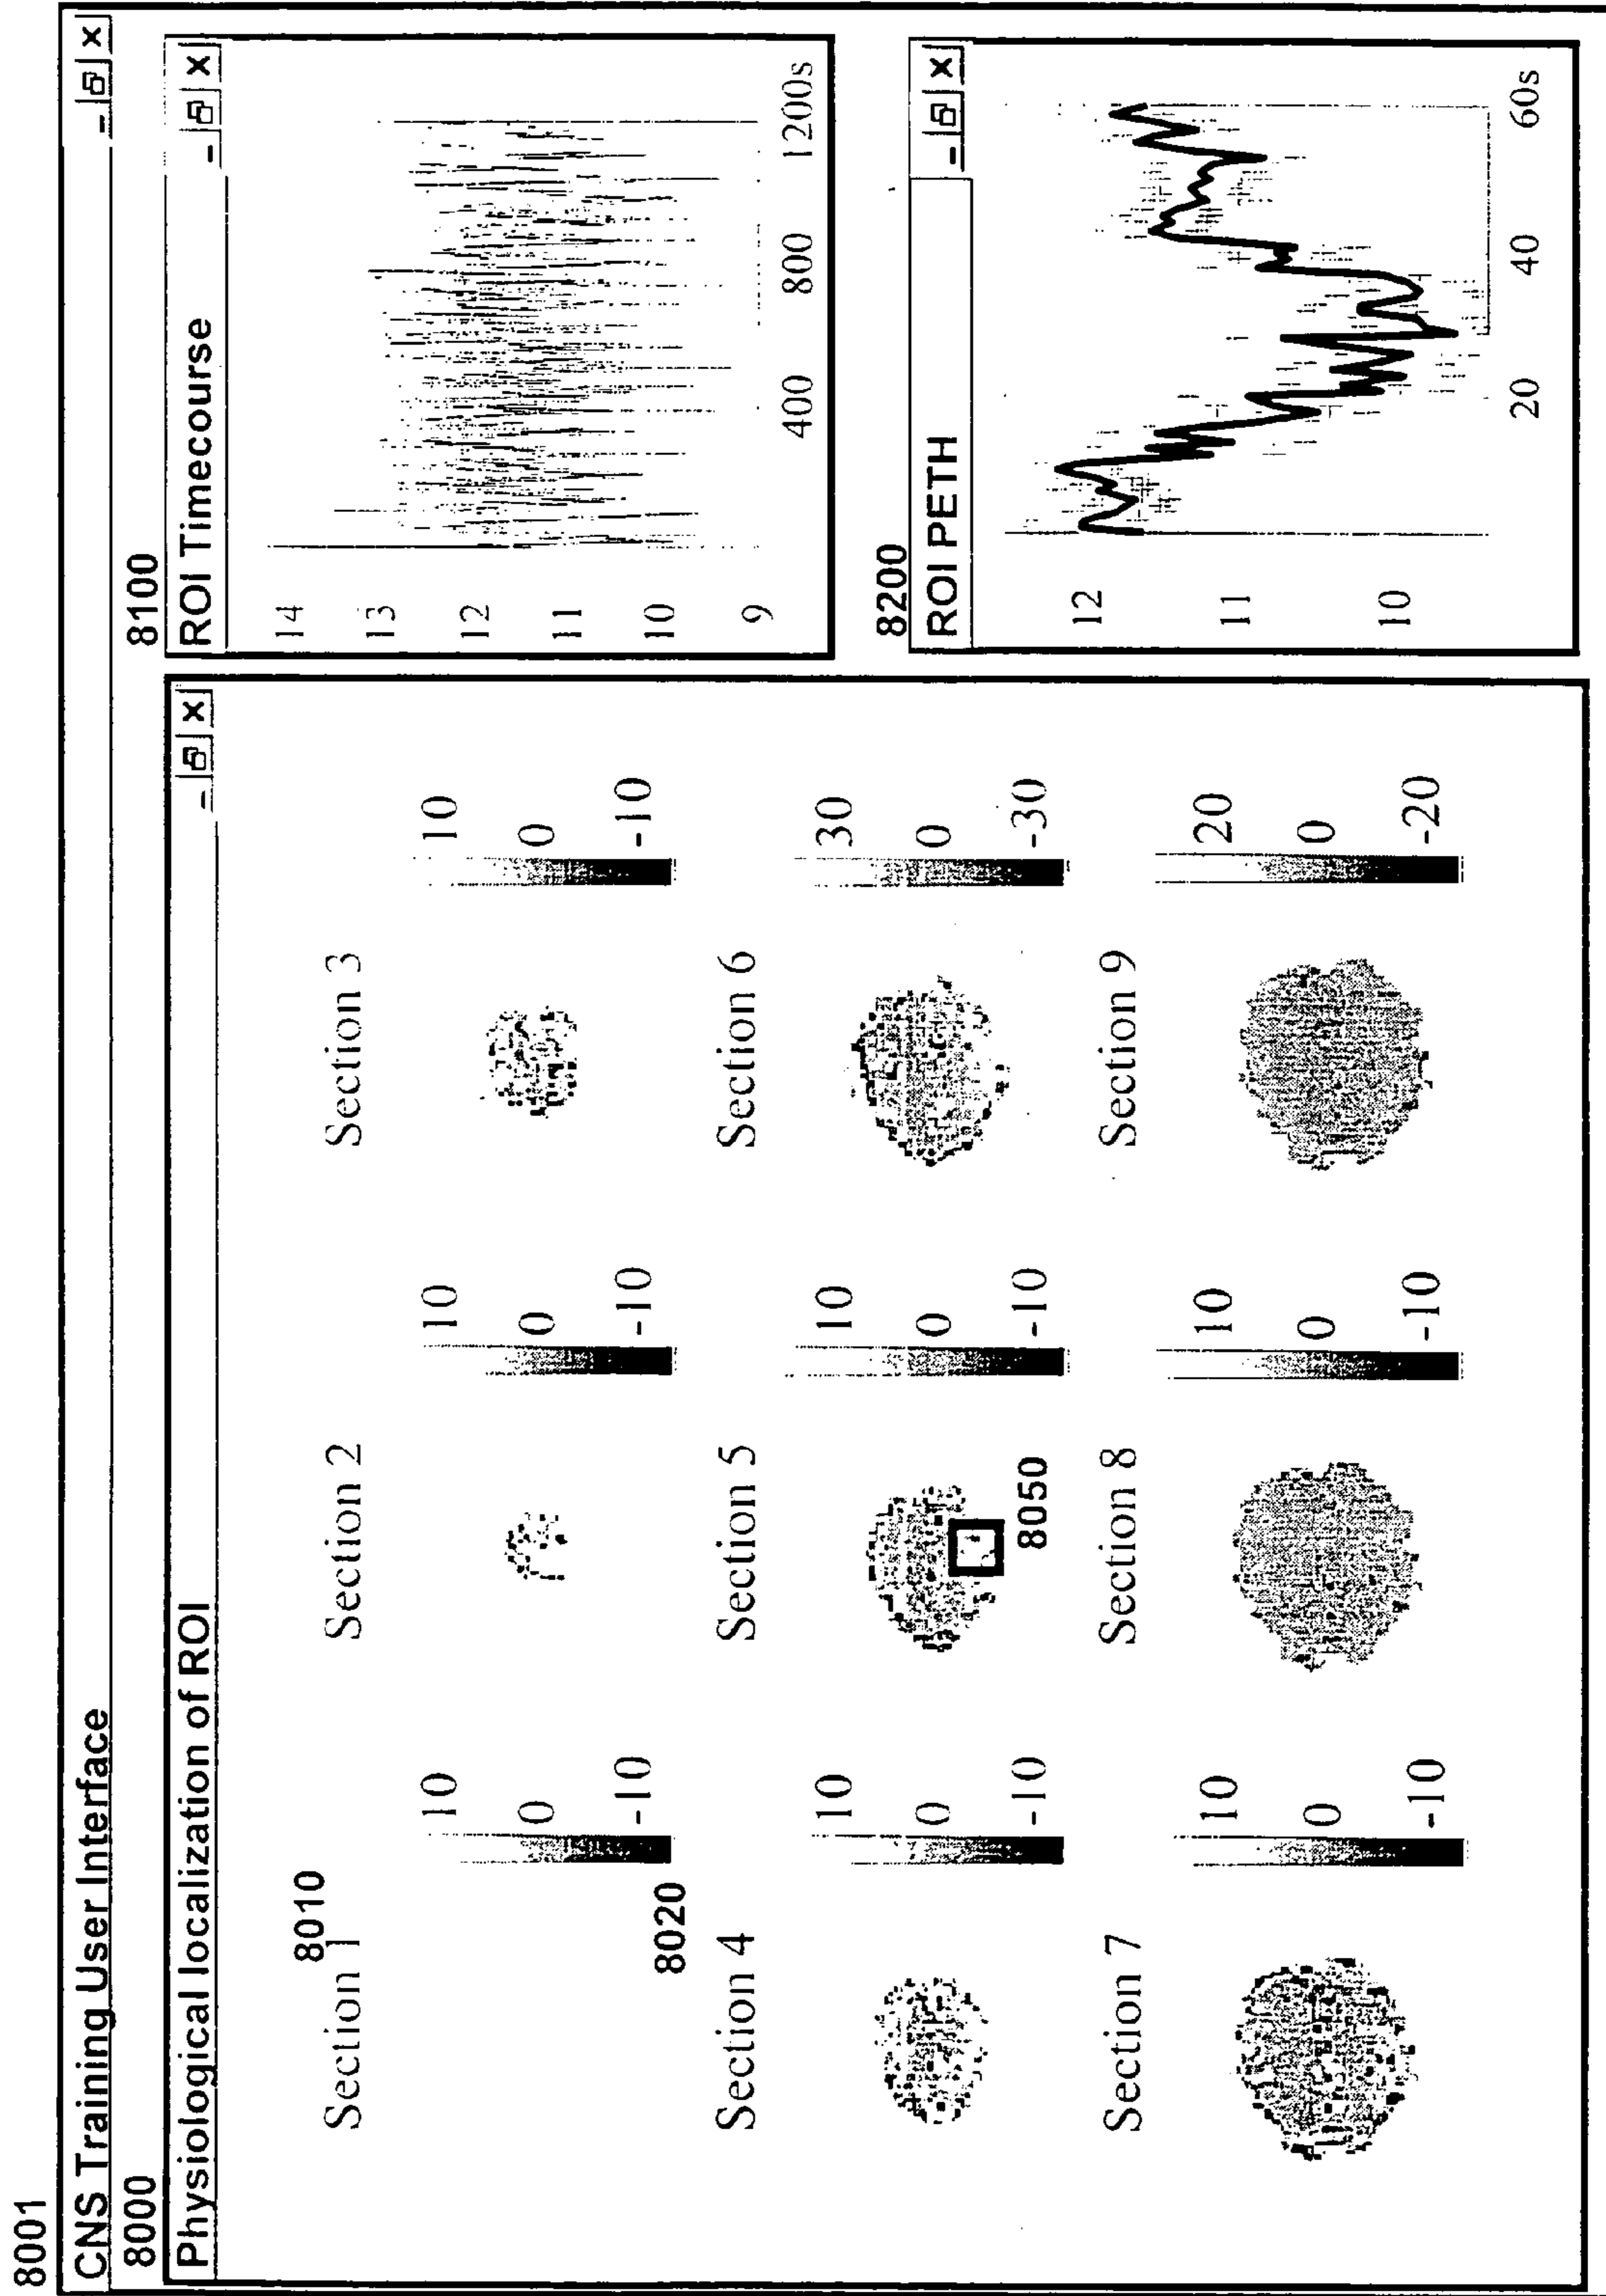 8001
CNS Training User Interface
8000
Physiological localization of ROI
8010
Section 1
10
0
-10
Section 2
10
0
-10
Section 3
10
0
-10
8020
Section 4
10
0
-10
Section 5
10
0
-10
8050
Section 6
30
0
-30
Section 7
10
0
-10
Section 8
10
0
-10
Section 9
20
0
-20
8100
ROI Timecourse
14
13
12
11
10
9
400 800 1200s
8200
ROI PETH
12
11
10
20 40 60s